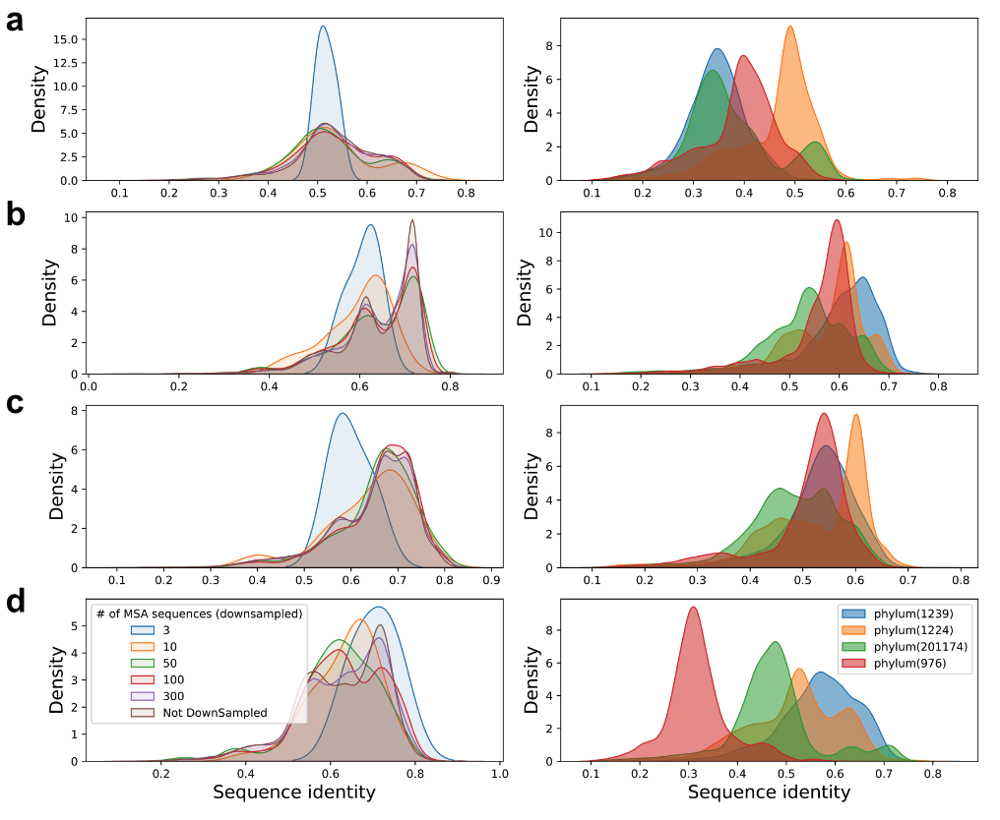 a
Density
15.0
12.5
10.0
7.5
5.0
2.5
0.0
0.1 0.2 0.3 0.4 0.5 0.6 0.7 0.8
Density
8
6
4
2
0
0.1 0.2 0.3 0.4 0.5 0.6 0.7 0.8
b
Density
10
8
6
4
2
0
0.0 0.2 0.4 0.6 0.8
Density
10
8
6
4
2
0
0.1 0.2 0.3 0.4 0.5 0.6 0.7 0.8
c
Density
8
6
4
2
0
0.1 0.2 0.3 0.4 0.5 0.6 0.7 0.8 0.9
Density
8
6
4
2
0
0.1 0.2 0.3 0.4 0.5 0.6 0.7 0.8
d
Density
5
4
3
2
1
0
# of MSA sequences (downsampled)
3
10
50
100
300
Not DownSampled
0.2 0.4 0.6 0.8 1.0
Sequence identity
Density
8
6
4
2
0
phylum(1239)
phylum(1224)
phylum(201174)
phylum(976)
0.1 0.2 0.3 0.4 0.5 0.6 0.7 0.8
Sequence identity